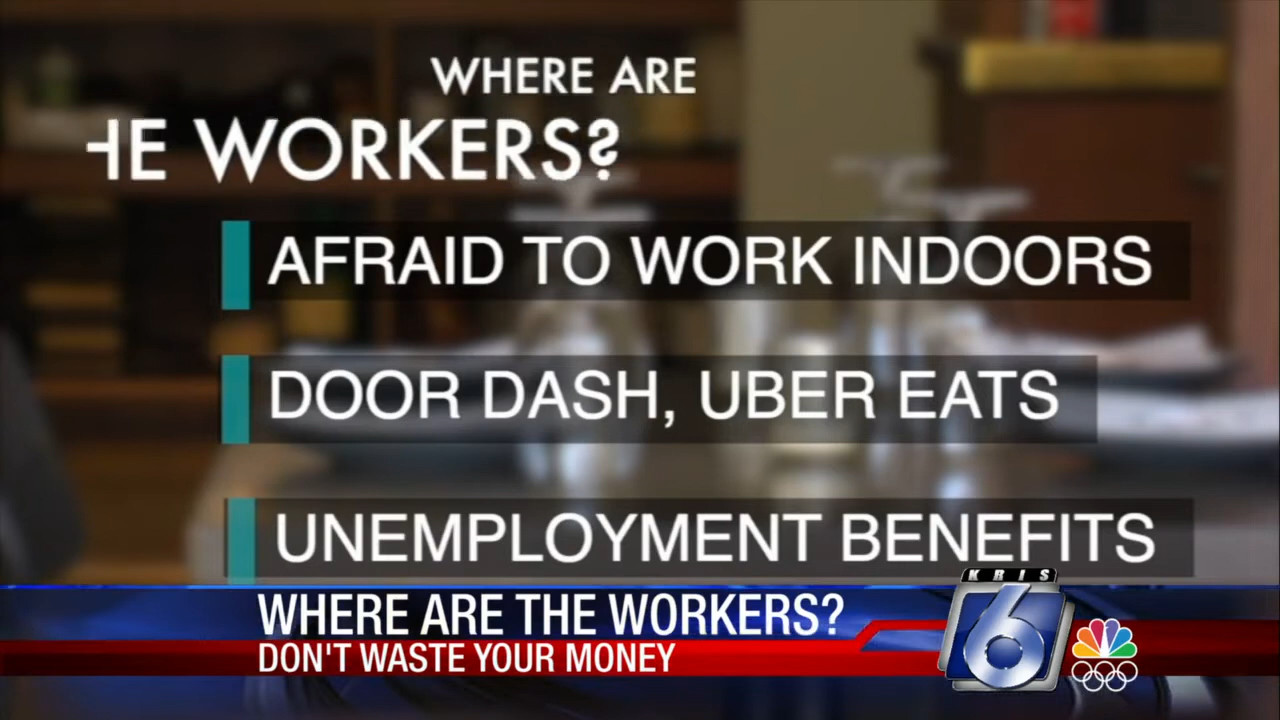 WHERE ARE
HE WORKERS?
AFRAID TO WORK INDOORS
DOOR DASH, UBER EATS
UNEMPLOYMENT BENEFITS
WHERE ARE THE WORKERS?
DON'T WASTE YOUR MONEY
KRIS
6